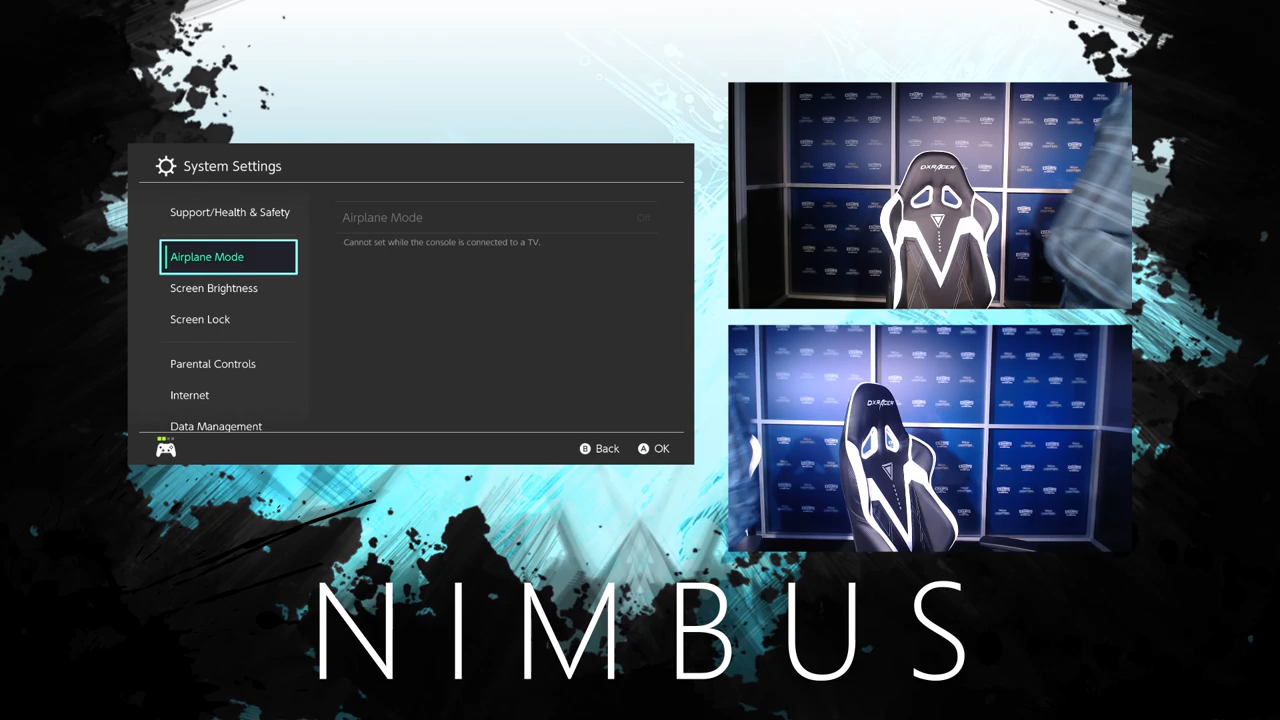 System Settings
Support/Health & Safety
Airplane Mode
Screen Brightness
Screen Lock
Parental Controls
Internet
Data Management
Airplane Mode
Off
Cannot set while the console is connected to a TV.
B Back
A OK
DXRACER
DXRACER
NIMBUS